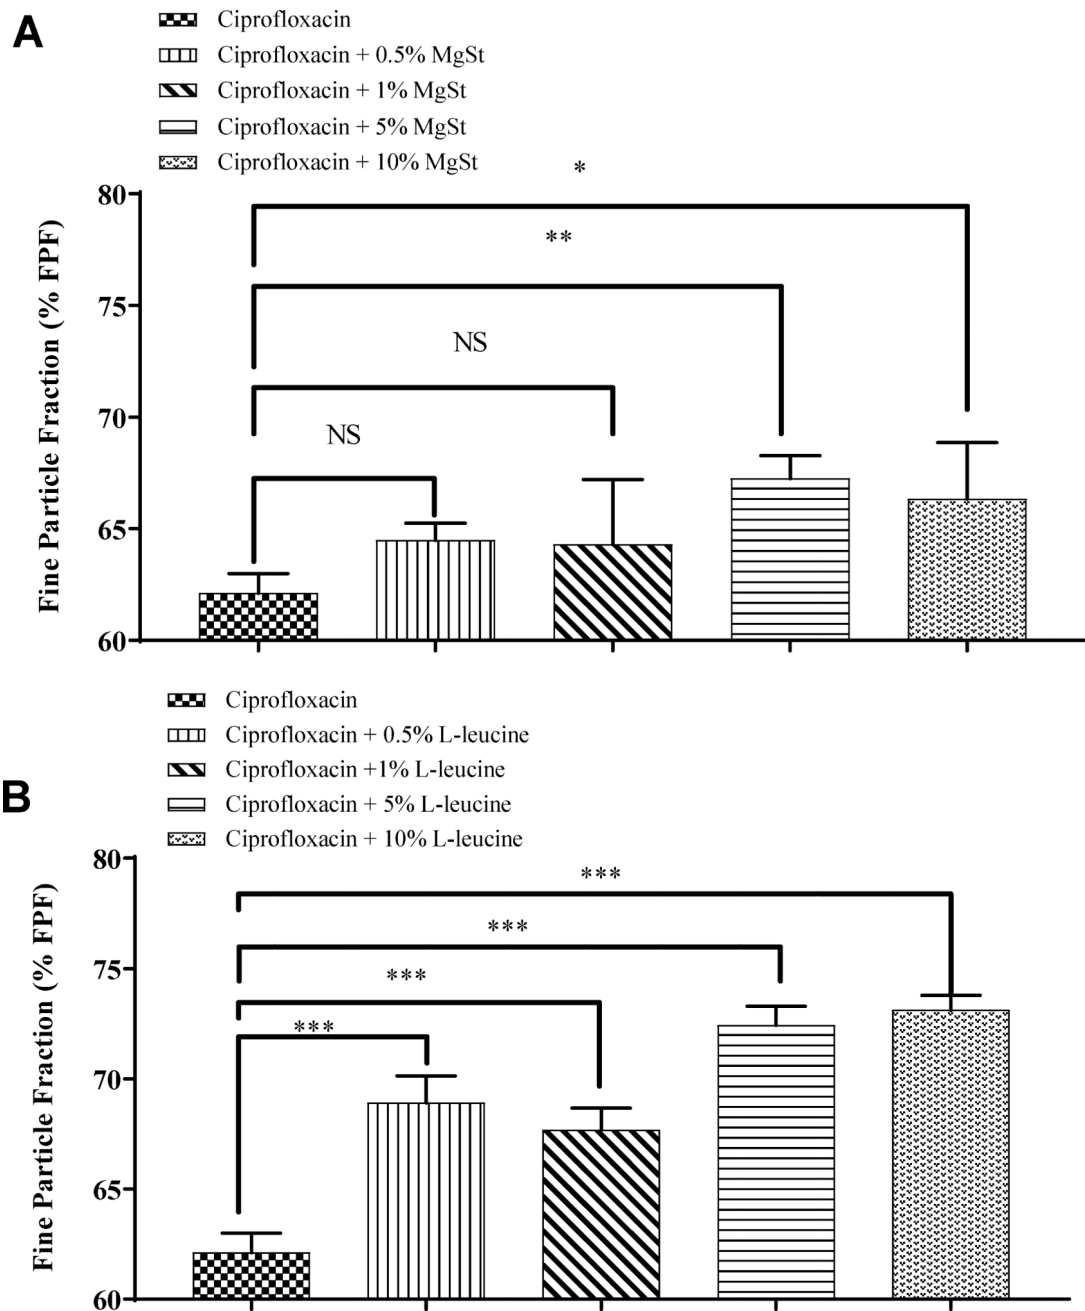 A
Ciprofloxacin
Ciprofloxacin + 0.5% MgSt
Ciprofloxacin + 1% MgSt
Ciprofloxacin + 5% MgSt
Ciprofloxacin + 10% MgSt
Fine Particle Fraction (% FPF)
80
75
70
65
60
*
**
NS
NS
B
Ciprofloxacin
Ciprofloxacin + 0.5% L-leucine
Ciprofloxacin +1% L-leucine
Ciprofloxacin + 5% L-leucine
Ciprofloxacin + 10% L-leucine
Fine Particle Fraction (% FPF)
80
75
70
65
60
***
***
***
***